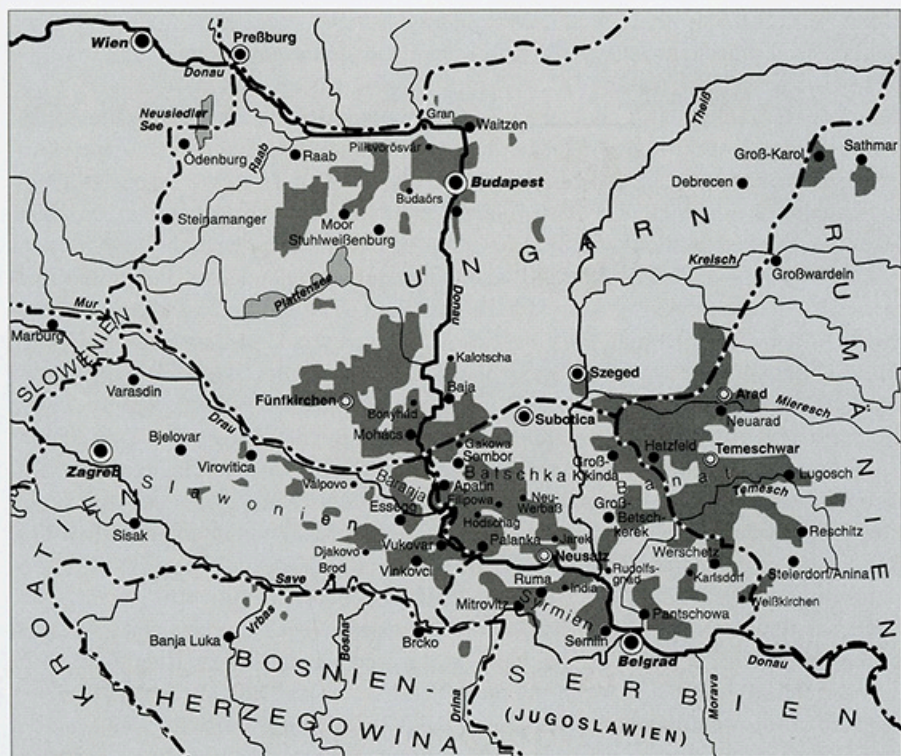 Wien
Preßburg
Donau
Neusiedler
See
Ödenburg
Raab
Raab
Gran
Waitzen
Pilisvörösvár
Budapest
Budaörs
Theiß
Groß-Karol
Sathmar
Debrecen
Steinamanger
Moor
Stuhlweißenburg
UNGARN
Kreisch
Großwardein
RUMÄNIEN
Plattensee
Donau
Mur
Marburg
SLOWENIEN
Varasdin
Kalotscha
Szeged
Fünfkirchen
Bonyhád
Baja
Arad
Mieresch
Neuarad
Subotica
Drau
Mohács
Bjelovar
Virovitica
Zagreb
Gakowa
Sombor
Hatzfeld
Temeschwar
Groß-
Kikinda
Batschka
Banat
Lugosch
Temesch
Slawonien
Valpovo
Baranja
Apatin
Filipowa
Neu-
Werbaß
Essegg
Hodschag
Groß-
Betsch-
kerek
Reschitz
Sisak
Vukovar
Palanka
Jarek
Neusatz
Werschetz
Djakovo
Vinkovci
Brod
Rudolfs-
gnad
Karlsdorf
Steierdorf/Anina
Save
Ruma
India
Weißkirchen
Mitrovitz
Syrmien
Pantschowa
KROATIEN
Vrbas
Bosna
Banja Luka
Brcko
Semlin
Belgrad
Donau
BOSNIEN-
HERZEGOWINA
Drina
SERBIEN
(JUGOSLAWIEN)
Morava